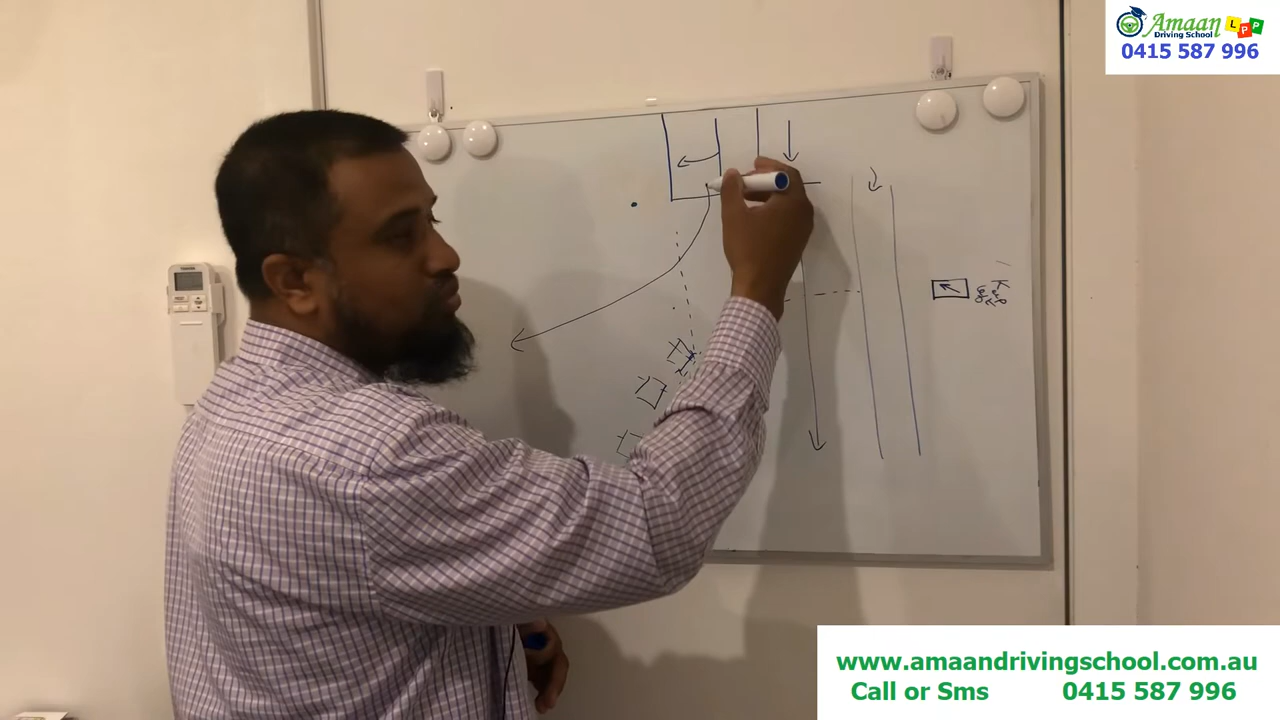 Amaan
Driving School
L P P
0415 587 996
www.amaandrivingschool.com.au
Call or Sms 0415 587 996